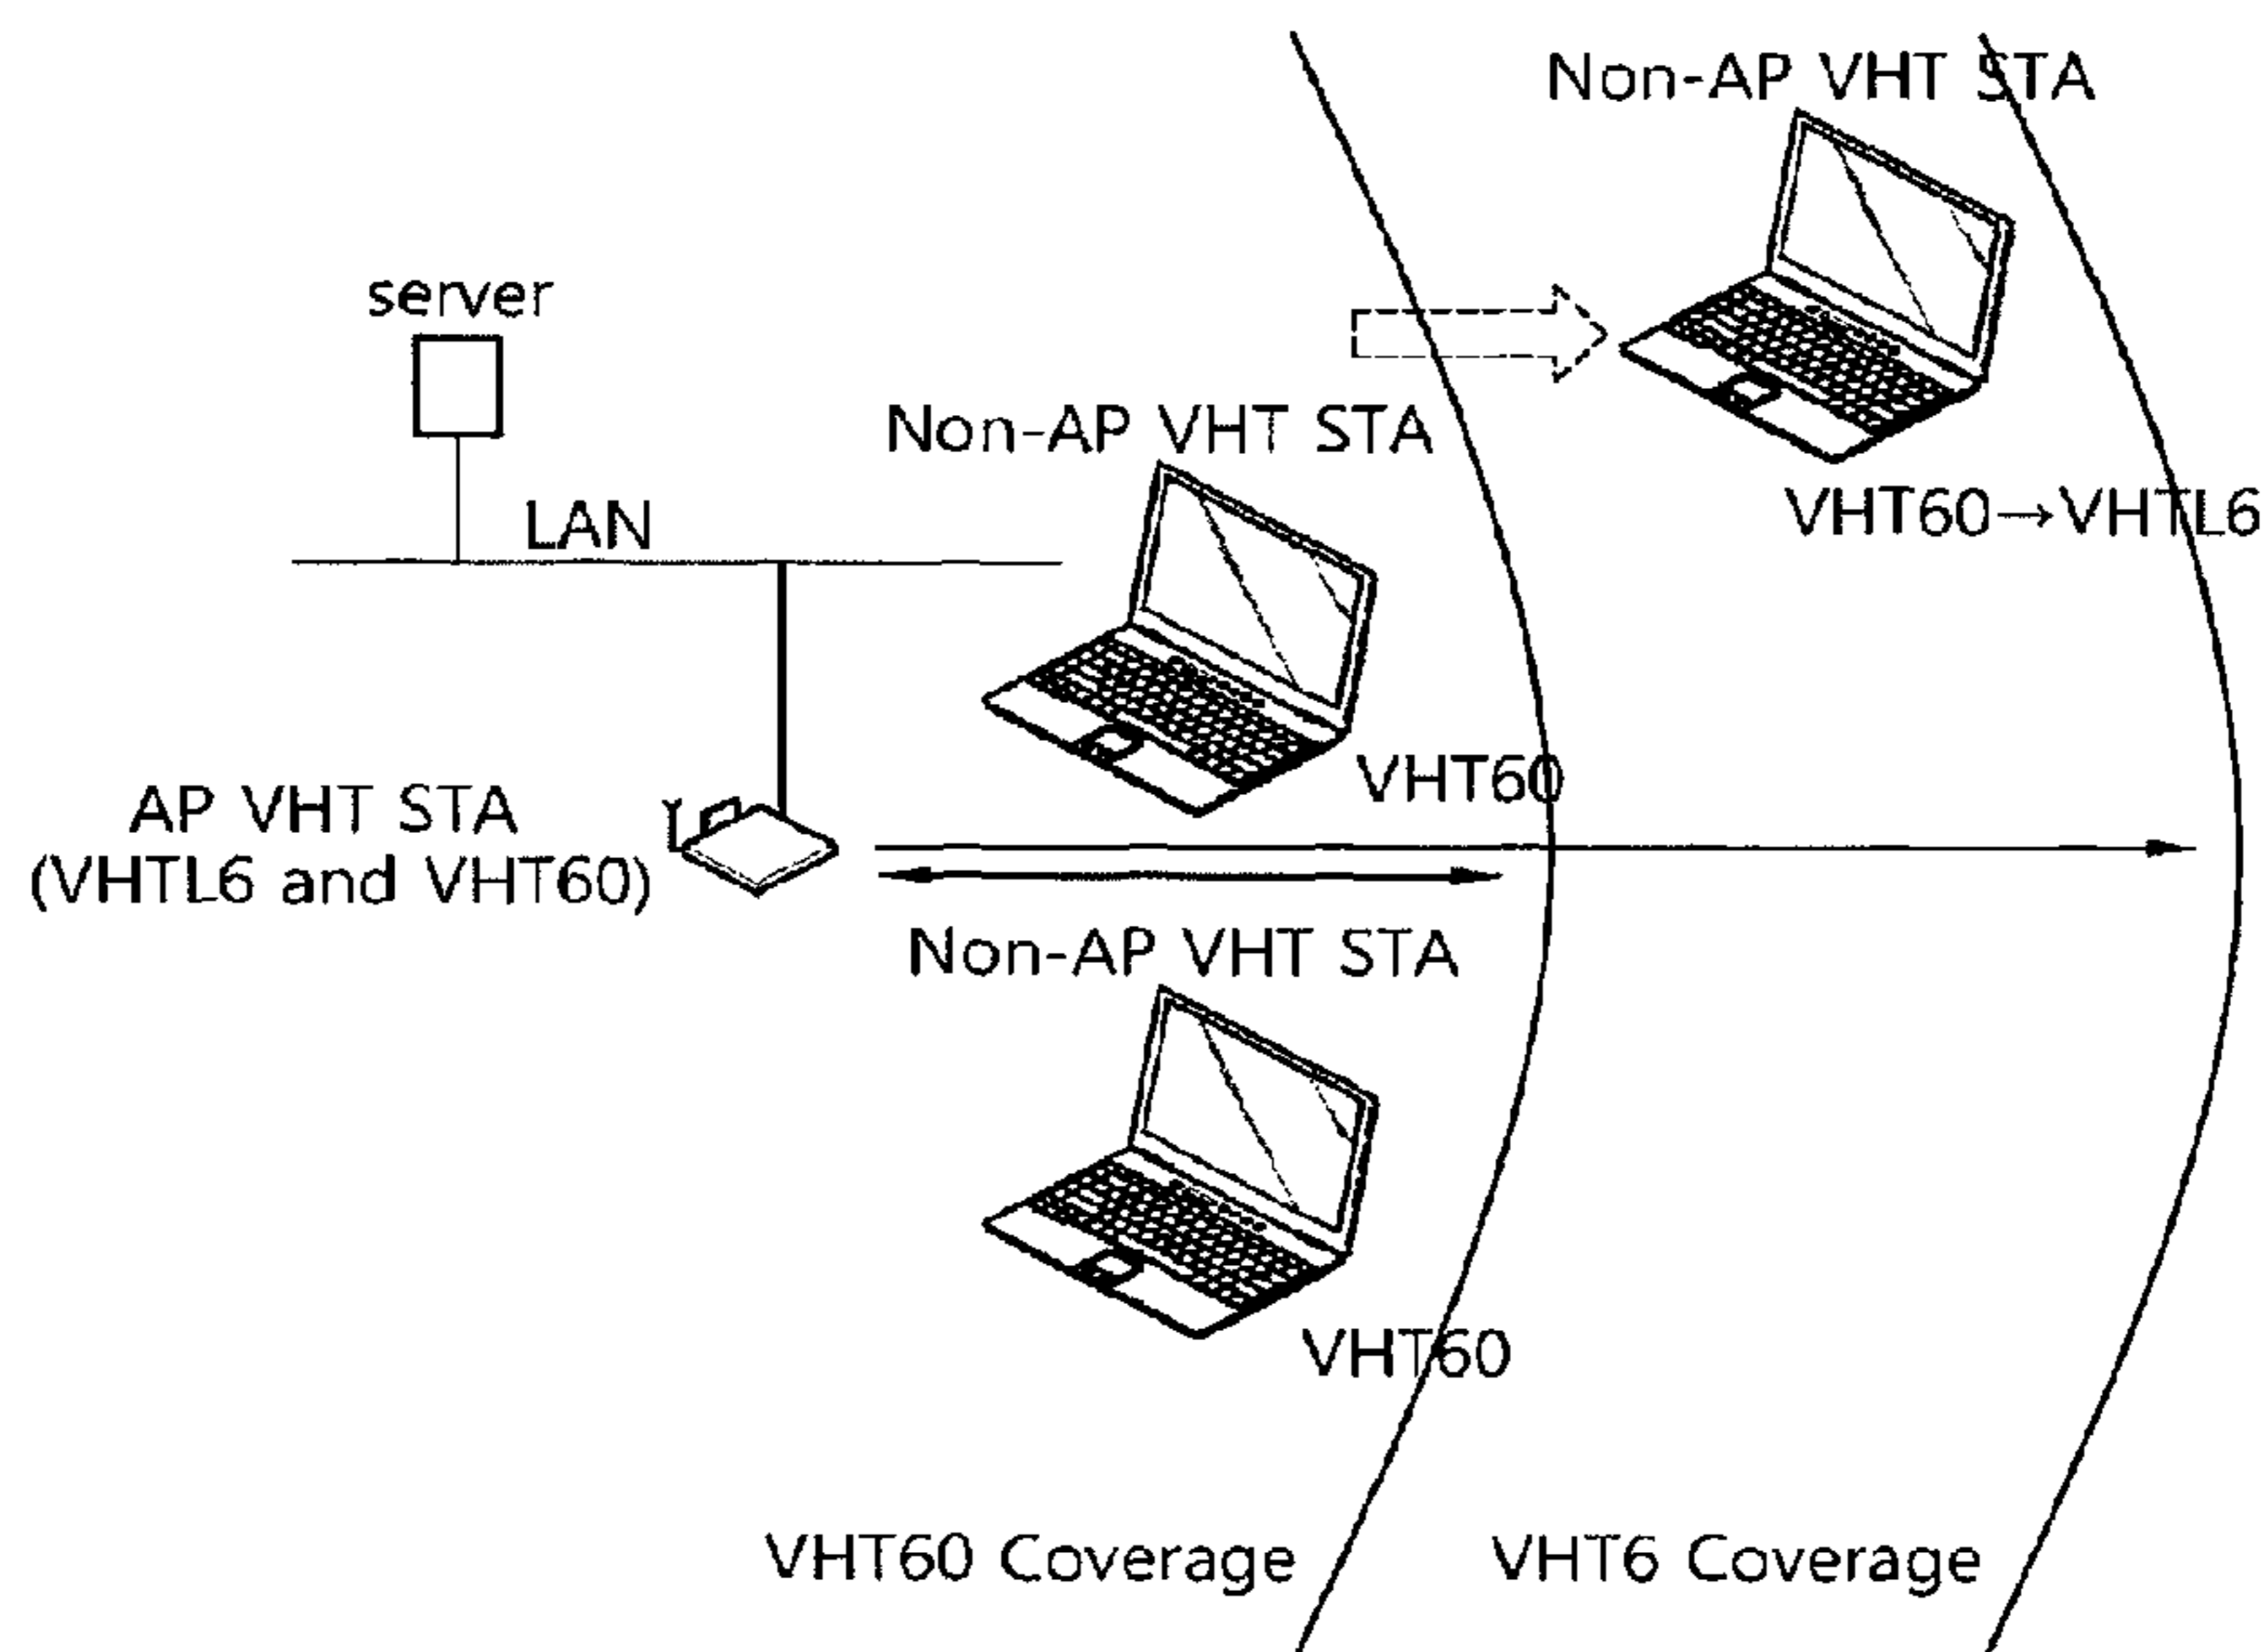 Non-AP VHT STA
server
Non-AP VHT STA
LAN
VHT60→VHTL6
VHT60
AP VHT STA
(VHTL6 and VHT60)
Non-AP VHT STA
VHT60
VHT60 Coverage
VHT6 Coverage